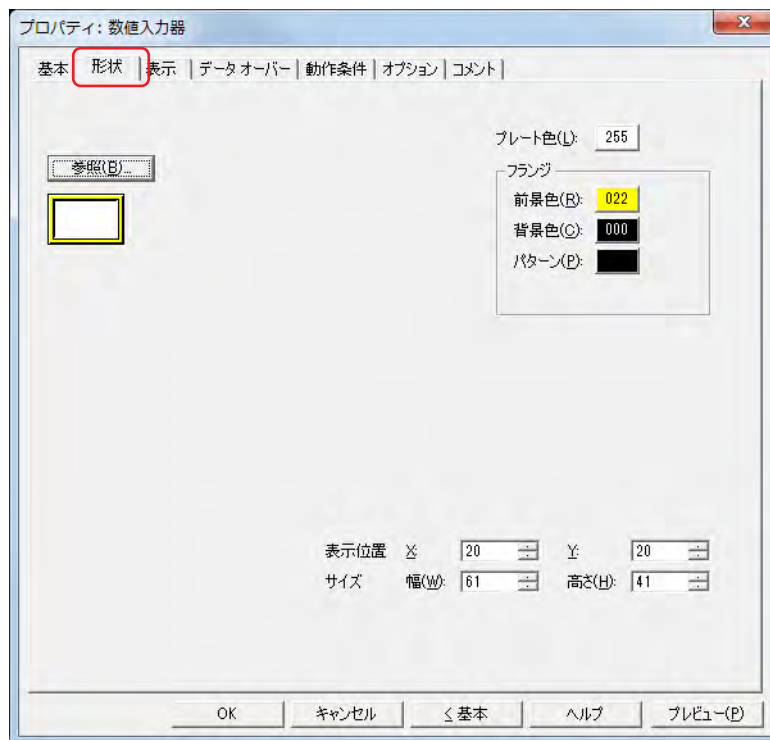 プロパティ: 数値入力器
X
基本 形状 表示 データ オーバー 動作条件 オプション コメント
プレート色(L): 255
参照(B)...
フランジ
前景色(R): 022
背景色(C): 000
パターン(P):
表示位置 X: 20 Y: 20
サイズ 幅(W): 61 高さ(H): 41
OK キャンセル < 基本 ヘルプ プレビュー(P)